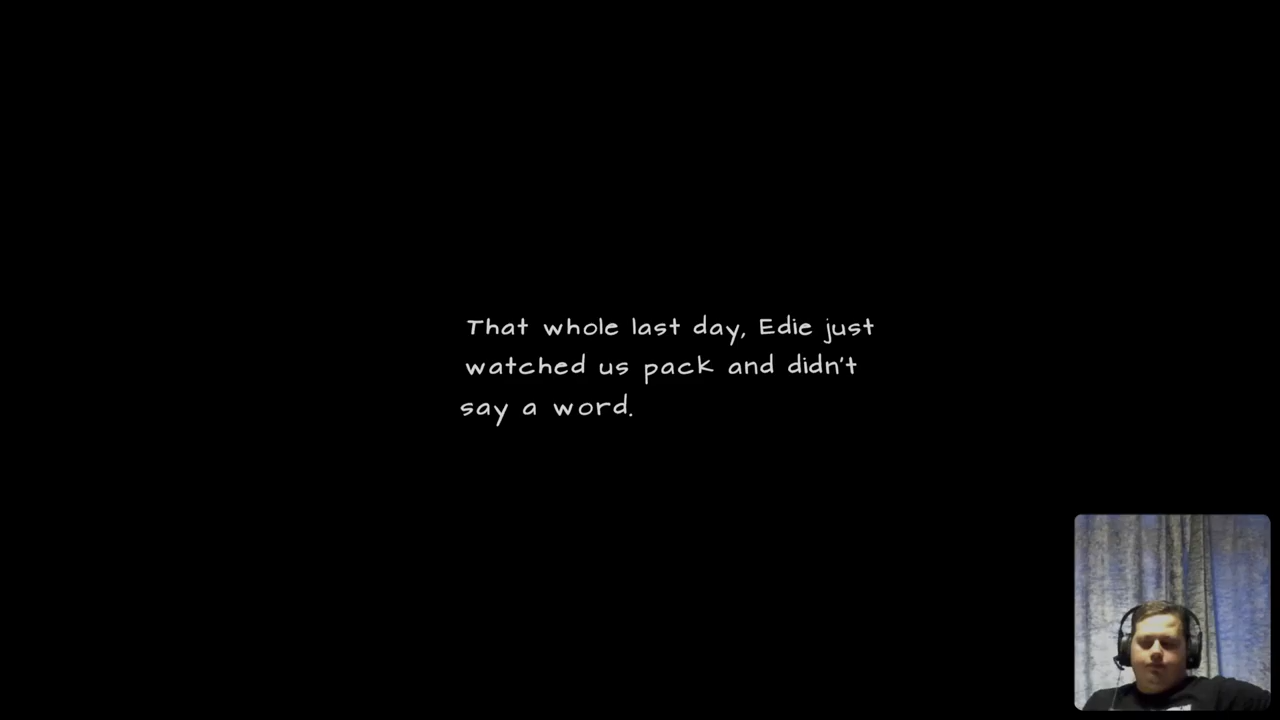 That whole last day, Edie just
watched us pack and didn't
say a word.